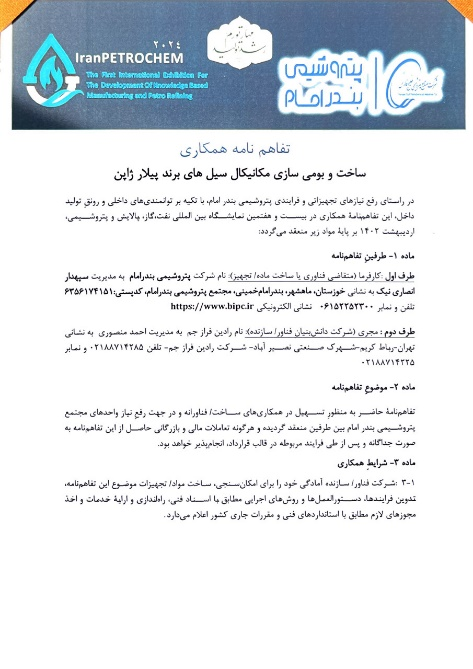 ۲۰۲۴
IranPETROCHEM
The First International Exhibition For
The Development Of Knowledge Based
Manufacturing and Petro Refining
پتروشیمی
بندر امام
تفاهم نامه همکاری
ساخت و بومی سازی مکانیکال سیل های برند پیلار ژاپن
در راستای رفع نیازهای تجهیزاتی و فرایندی پتروشیمی بندر امام، با تکیه بر توانمندی‌های داخلی و رونق تولید
داخل، این تفاهم‌نامهٔ همکاری در بیست و هفتمین نمایشگاه بین المللی نفت،گاز، پالایش و پتروشیمی،
اردیبهشت ۱۴۰۲ بر پایهٔ مواد زیر منعقد می‌گردد:
ماده ۱- طرفین تفاهم‌نامه
طرف اول :کارفرما (متقاضی فناوری یا ساخت ماده/ تجهیز): نام شرکت پتروشیمی بندرامام به مدیریت سپهدار
انصاری نیک به نشانی خوزستان، ماهشهر، بندرامام‌خمینی، مجتمع پتروشیمی بندرامام، کدپستی:۶۳۵۶۱۷۴۱۵۱
تلفن و نمابر ۰۶۱۵۲۲۵۲۳۰۰ نشانی الکترونیکی https://www.bipc.ir
طرف دوم : مجری (شرکت دانش‌بنیان فناور/ سازنده): نام رادین فراز جم به مدیریت احمد منصوری به نشانی
تهران-رباط کریم-شهرک صنعتی نصیر آباد- شرکت رادین فراز جم- تلفن ۰۲۱۸۸۷۱۴۲۸۵ و نمابر
۰۲۱۸۸۷۱۴۲۲۵
ماده ۲- موضوع تفاهم‌نامه
تفاهم‌نامهٔ حاضر به منظور تسهیل در همکاری‌های ساخت/ فناورانه و در جهت رفع نیاز واحدهای مجتمع
پتروشیمی بندر امام بین طرفین منعقد گردیده و هرگونه تعاملات مالی و بازرگانی حاصل از این تفاهم‌نامه به
صورت جداگانه و پس از طی فرایند مربوطه در قالب قرارداد، انجام‌پذیر خواهد بود.
ماده ۳- شرایط همکاری
۳-۱ :شرکت فناور/ سازنده آمادگی خود را برای امکان‌سنجی، ساخت مواد/ تجهیزات موضوع این تفاهم‌نامه،
تدوین فرایندها، دستورالعمل‌ها و روش‌های اجرایی مطابق با اسناد فنی، راه‌اندازی و ارایهٔ خدمات و اخذ
مجوزهای لازم مطابق با استانداردهای فنی و مقررات جاری کشور اعلام می‌دارد.